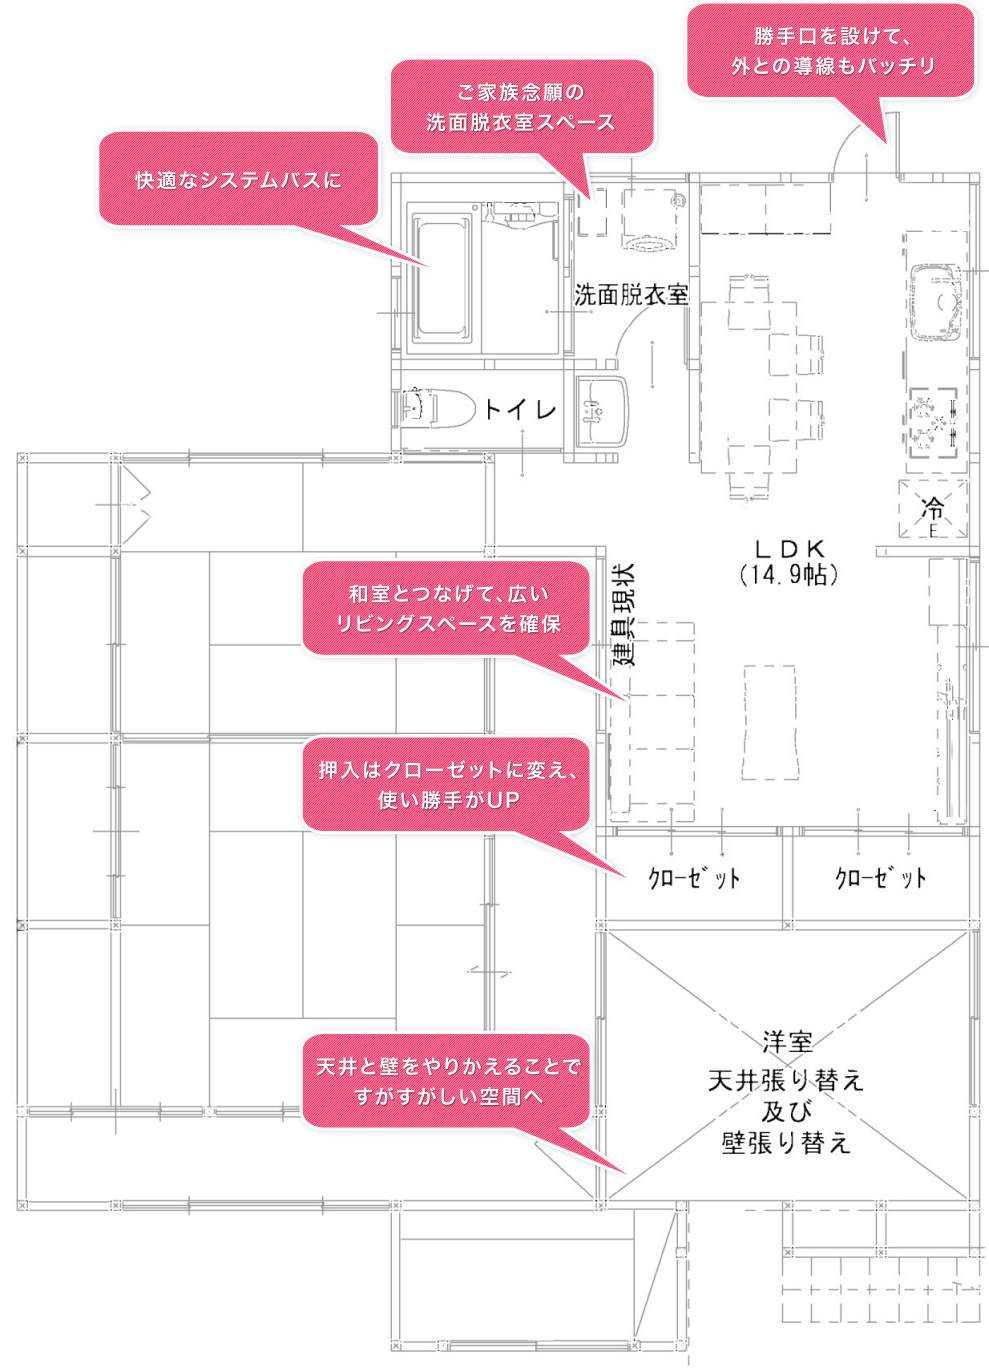 勝手口を設けて、
外との導線もバッチリ
ご家族念願の
洗面脱衣室スペース
快適なシステムバスに
洗面脱衣室
トイレ
冷
E
LDK
(14.9帖)
建具現状
和室とつなげて、広い
リビングスペースを確保
押入はクローゼットに変え、
使い勝手がUP
クローゼット
クローゼット
洋室
天井張り替え
及び
壁張り替え
天井と壁をやりかえることで
すがすがしい空間へ